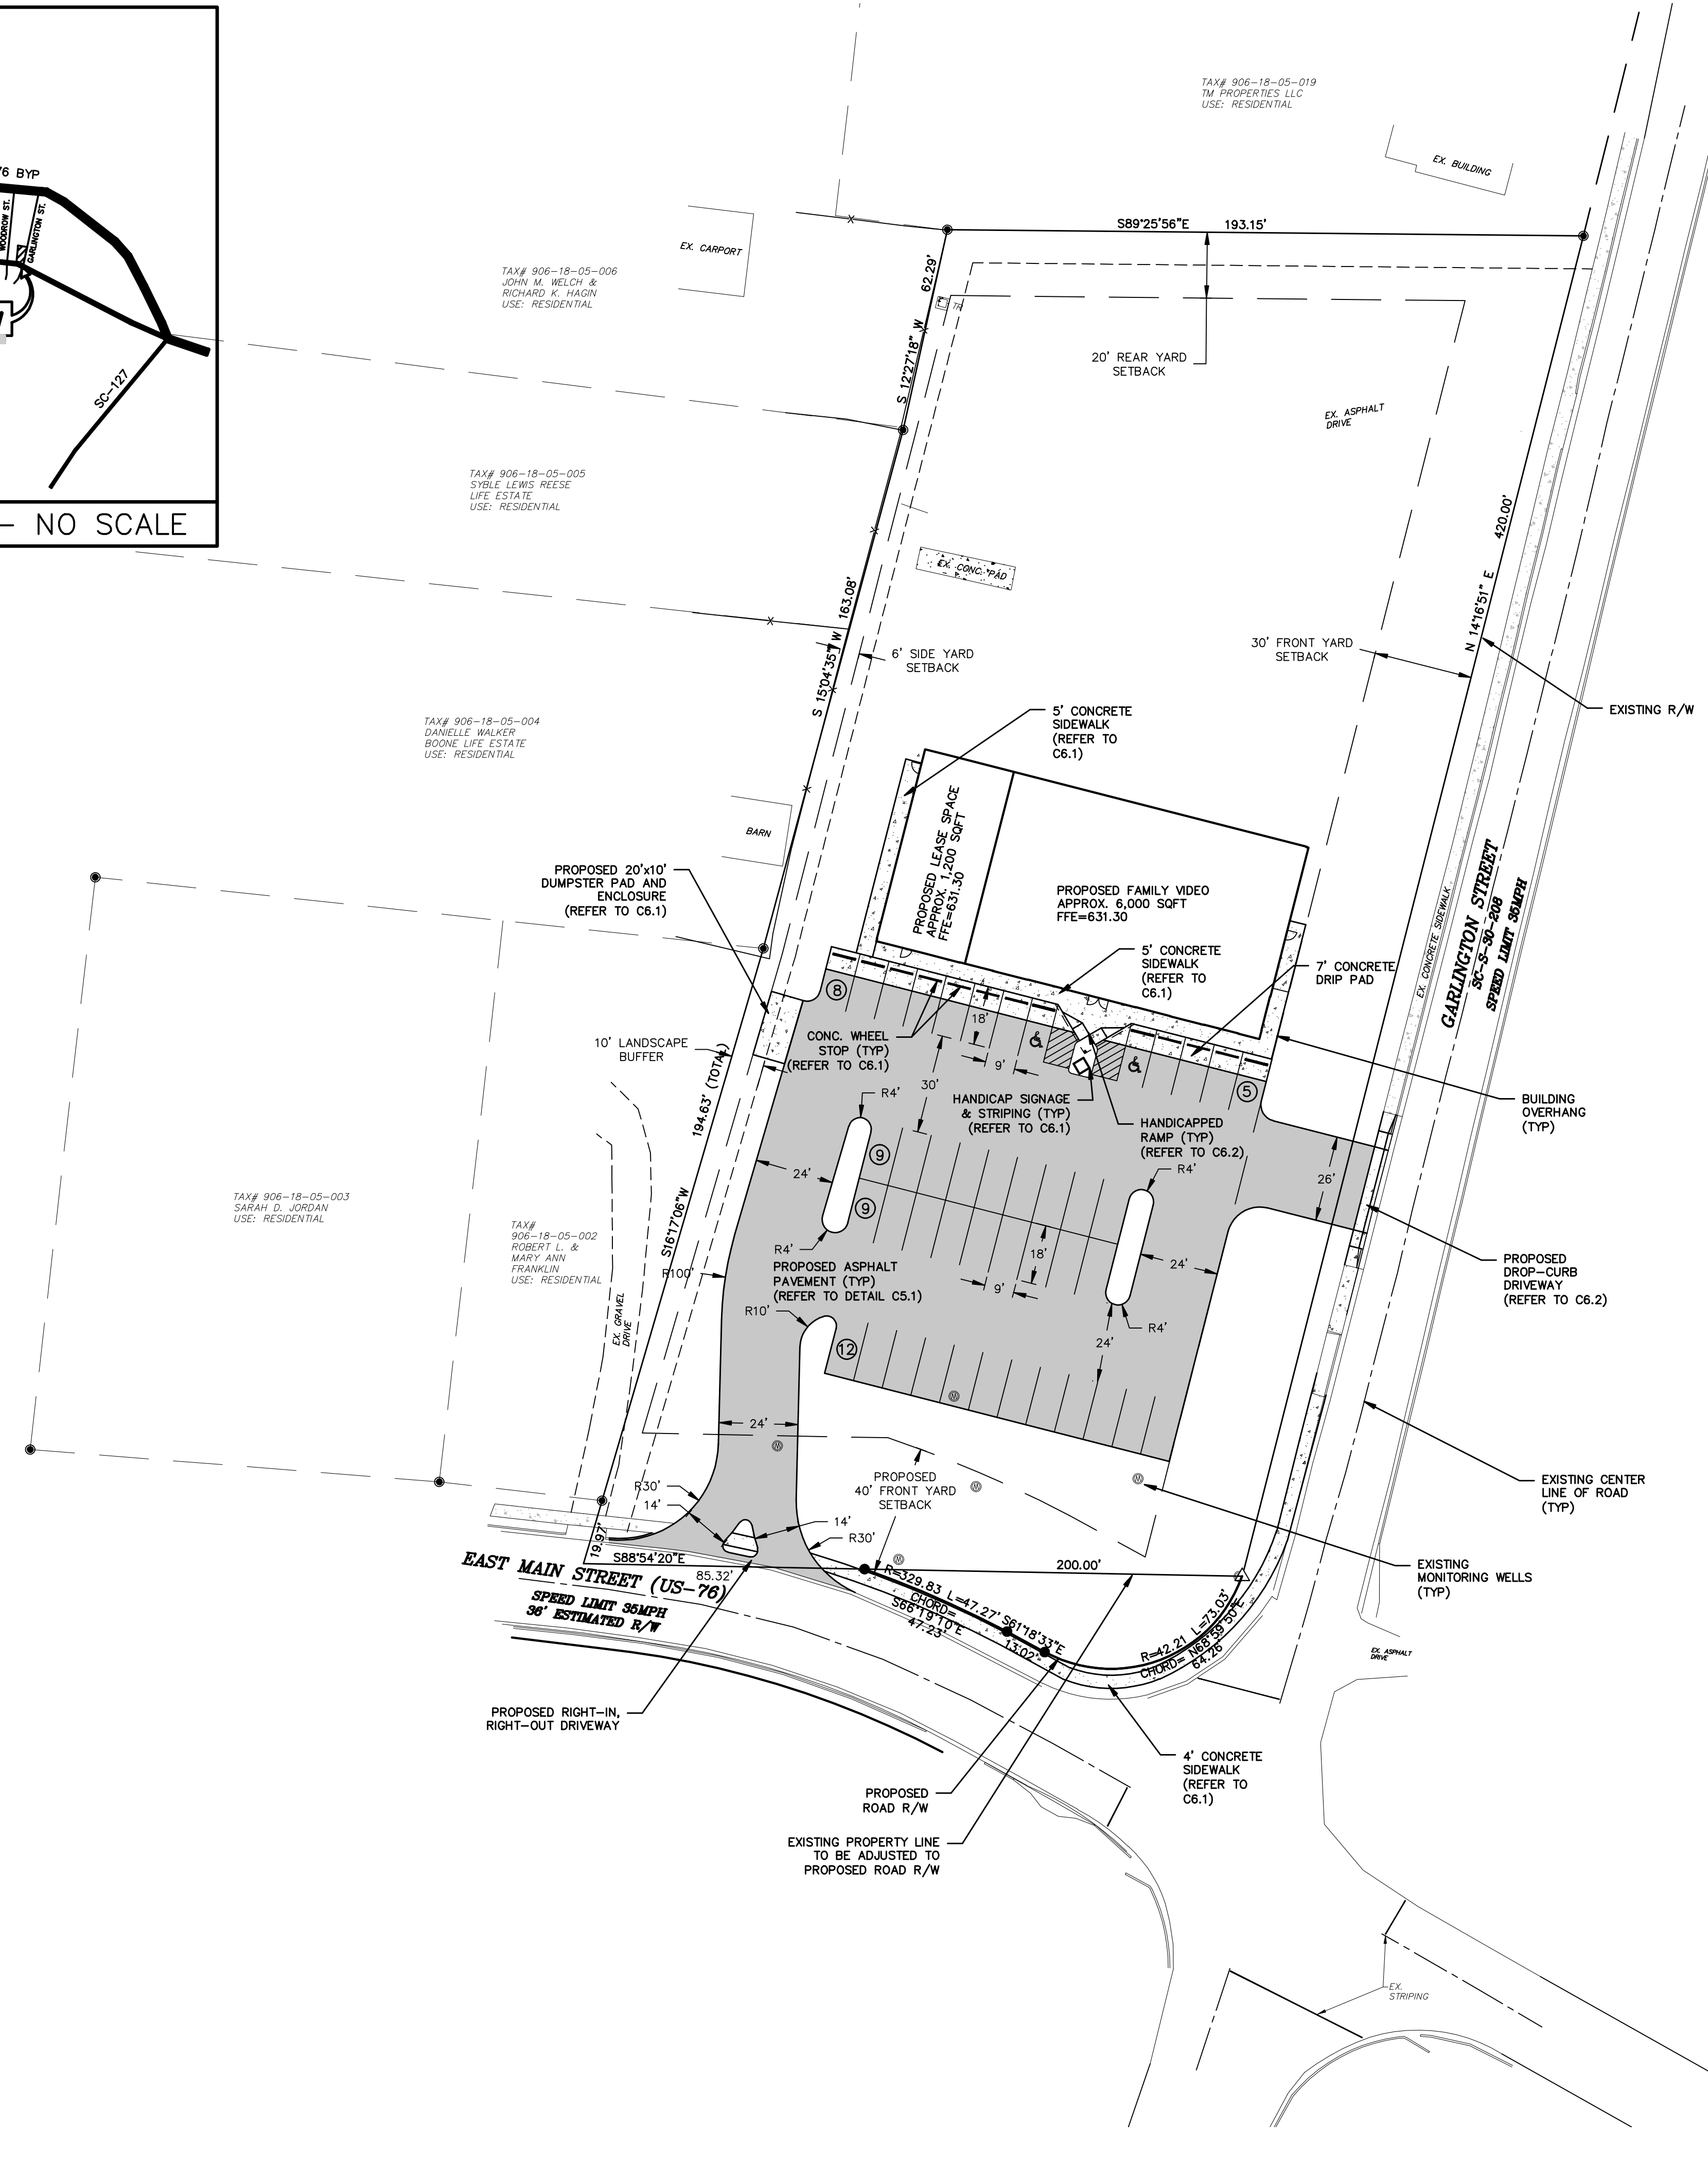 76 BYP
WOODROW ST.
GARLINGTON ST.
SC-127
– NO SCALE
TAX# 906-18-05-019
TM PROPERTIES LLC
USE: RESIDENTIAL
EX. BUILDING
S89°25'56"E 193.15'
EX. CARPORT
TAX# 906-18-05-006
JOHN M. WELCH &
RICHARD K. HAGIN
USE: RESIDENTIAL
62.29'
S 12°27'18" W
TR
20' REAR YARD
SETBACK
EX. ASPHALT
DRIVE
TAX# 906-18-05-005
SYBLE LEWIS REESE
LIFE ESTATE
USE: RESIDENTIAL
420.00'
N 14°16'51" E
EX. CONC. PAD
S 15°04'35" W 163.08'
6' SIDE YARD
SETBACK
30' FRONT YARD
SETBACK
EXISTING R/W
5' CONCRETE
SIDEWALK
(REFER TO
C6.1)
TAX# 906-18-05-004
DANIELLE WALKER
BOONE LIFE ESTATE
USE: RESIDENTIAL
BARN
PROPOSED LEASE SPACE
APPROX. 1,200 SQFT
FFE=631.30
PROPOSED FAMILY VIDEO
APPROX. 6,000 SQFT
FFE=631.30
PROPOSED 20'x10'
DUMPSTER PAD AND
ENCLOSURE
(REFER TO C6.1)
EX. CONCRETE SIDEWALK
GARLINGTON STREET
SC-S-30-208
SPEED LIMIT 35MPH
5' CONCRETE
SIDEWALK
(REFER TO
C6.1)
7' CONCRETE
DRIP PAD
8
18'
CONC. WHEEL
STOP (TYP)
(REFER TO C6.1)
9'
10' LANDSCAPE
BUFFER
194.63' (TOTAL)
S16°17'06"W
R4'
30'
5
HANDICAP SIGNAGE
& STRIPING (TYP)
(REFER TO C6.1)
HANDICAPPED
RAMP (TYP)
(REFER TO C6.2)
BUILDING
OVERHANG
(TYP)
9
24'
R4'
26'
TAX# 906-18-05-003
SARAH D. JORDAN
USE: RESIDENTIAL
9
TAX#
906-18-05-002
ROBERT L. &
MARY ANN
FRANKLIN
USE: RESIDENTIAL
R4'
18'
24'
PROPOSED ASPHALT
PAVEMENT (TYP)
(REFER TO DETAIL C5.1)
R100'
9'
PROPOSED
DROP-CURB
DRIVEWAY
(REFER TO C6.2)
EX. GRAVEL
DRIVE
R10'
R4'
24'
12
24'
PROPOSED
40' FRONT YARD
SETBACK
EXISTING CENTER
LINE OF ROAD
(TYP)
R30'
14'
14'
R30'
19.97'
S88°54'20"E
85.32'
200.00'
EXISTING
MONITORING WELLS
(TYP)
EAST MAIN STREET (US-76)
SPEED LIMIT 35MPH
36' ESTIMATED R/W
R=329.83 L=47.27'
CHORD=
S66°19'10"E
47.23'
S61°18'33"E
13.02'
R=42.21 L=73.03'
CHORD= N68°59'50"E
64.26'
EX. ASPHALT
DRIVE
PROPOSED RIGHT-IN,
RIGHT-OUT DRIVEWAY
4' CONCRETE
SIDEWALK
(REFER TO
C6.1)
PROPOSED
ROAD R/W
EXISTING PROPERTY LINE
TO BE ADJUSTED TO
PROPOSED ROAD R/W
EX.
STRIPING